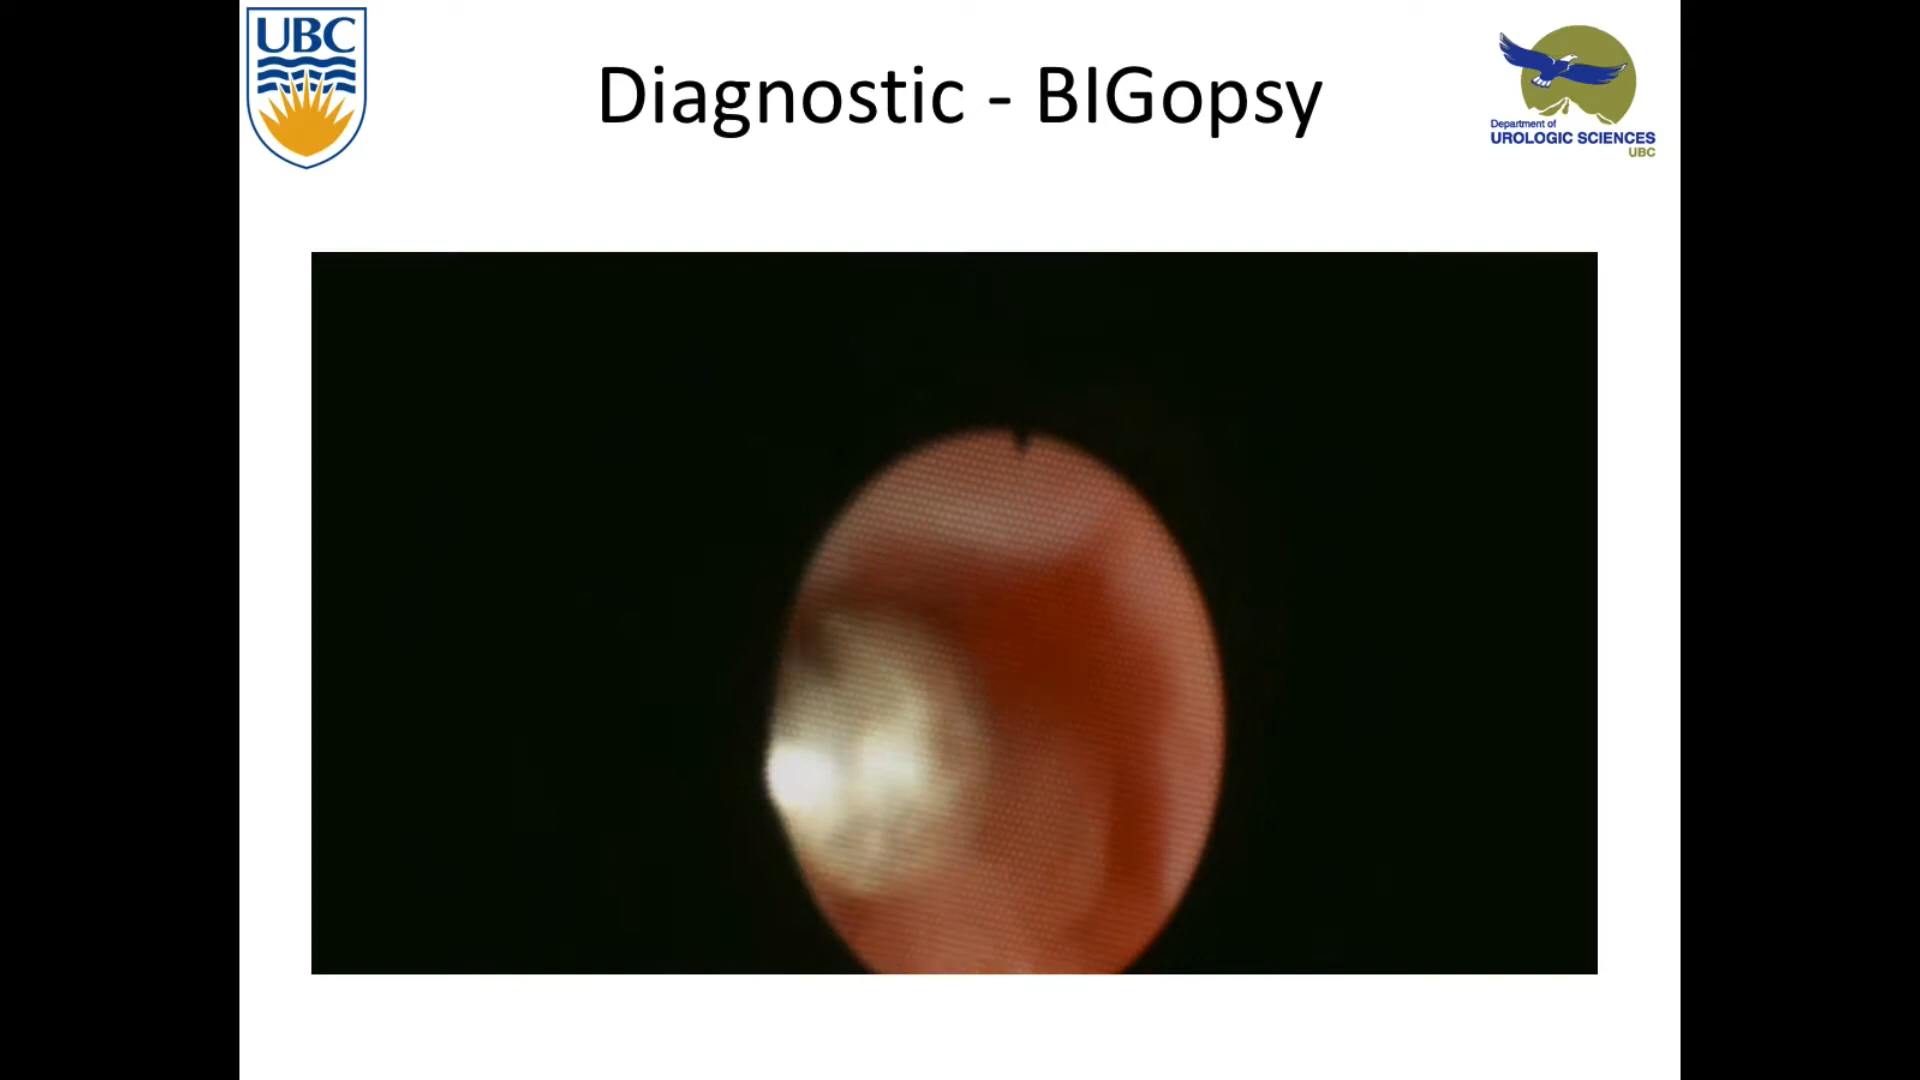 UBC
Diagnostic - BIGopsy
Department of
UROLOGIC SCIENCES
UBC